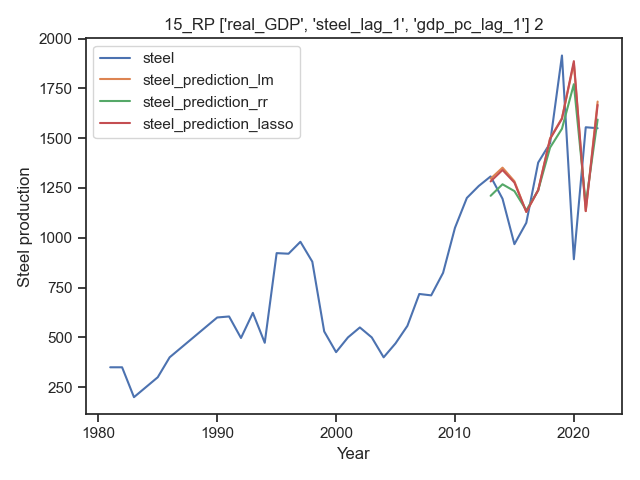 15_RP ['real_GDP', 'steel_lag_1', 'gdp_pc_lag_1'] 2
steel
steel_prediction_lm
steel_prediction_rr
steel_prediction_lasso
Steel production
2000
1750
1500
1250
1000
750
500
250
1980
1990
2000
2010
2020
Year